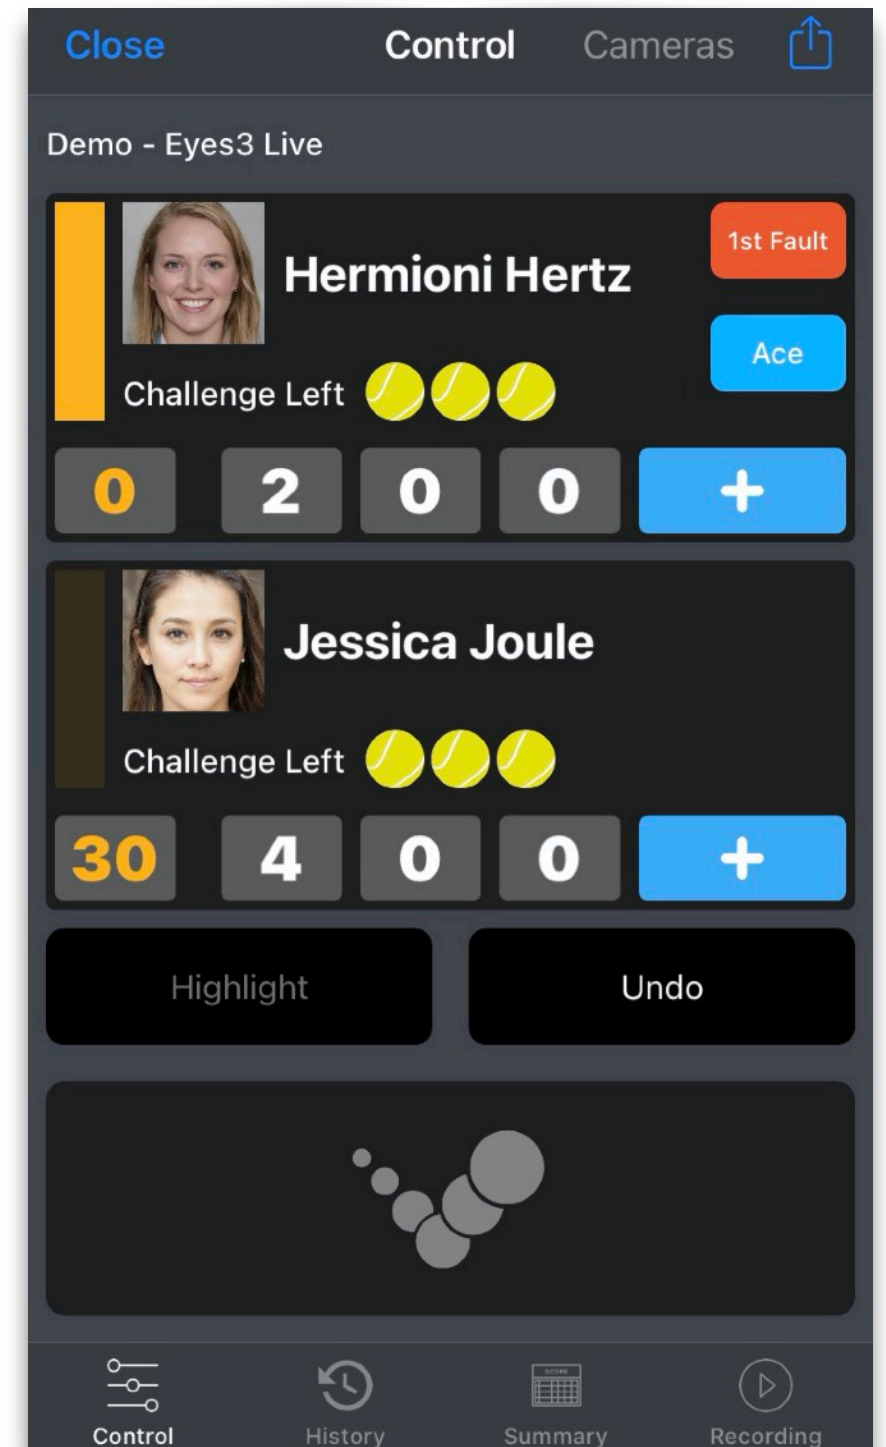 Close Control Cameras
Demo - Eyes3 Live
Hermioni Hertz
1st Fault
Ace
Challenge Left
0 2 0 0 +
Jessica Joule
Challenge Left
30 4 0 0 +
Highlight Undo
SCORE
Control History Summary Recording